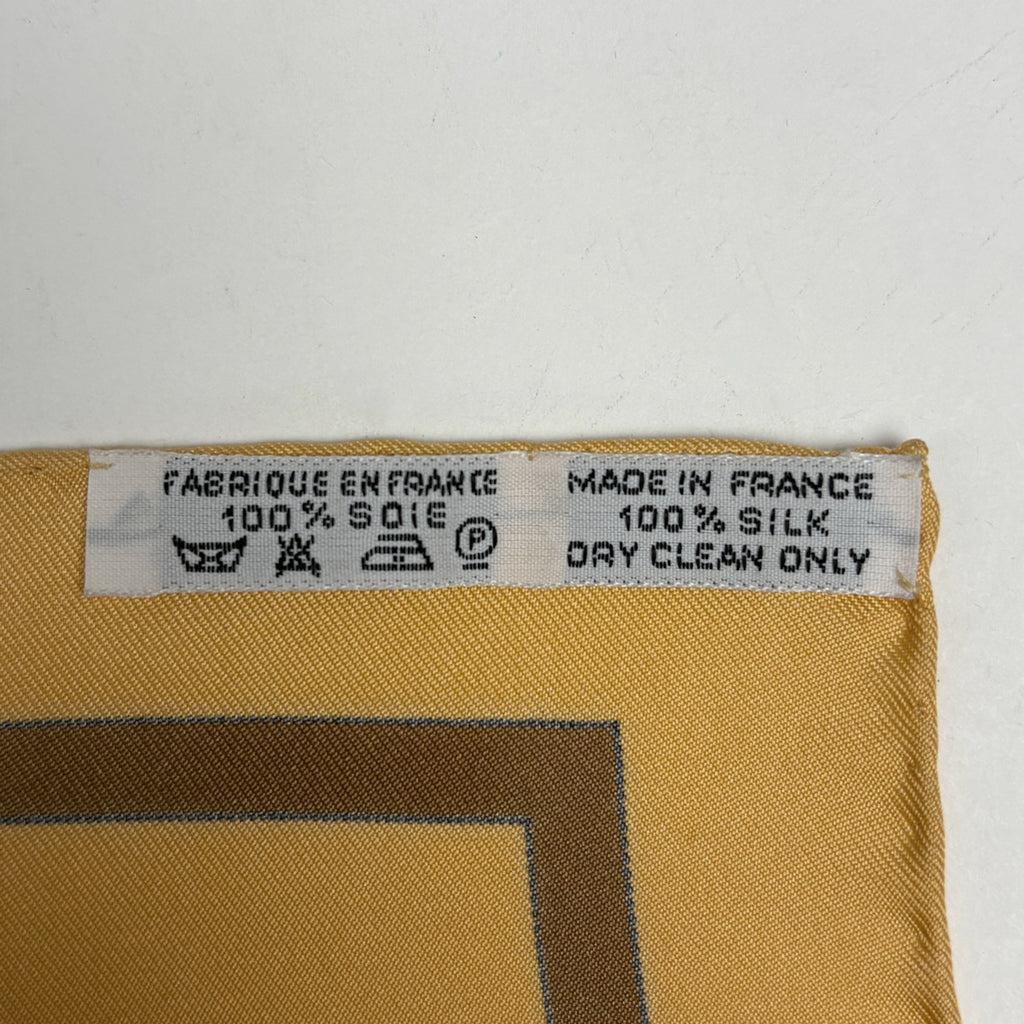 FABRIQUE EN FRANCE
100% SOIE
P
MADE IN FRANCE
100% SILK
DRY CLEAN ONLY